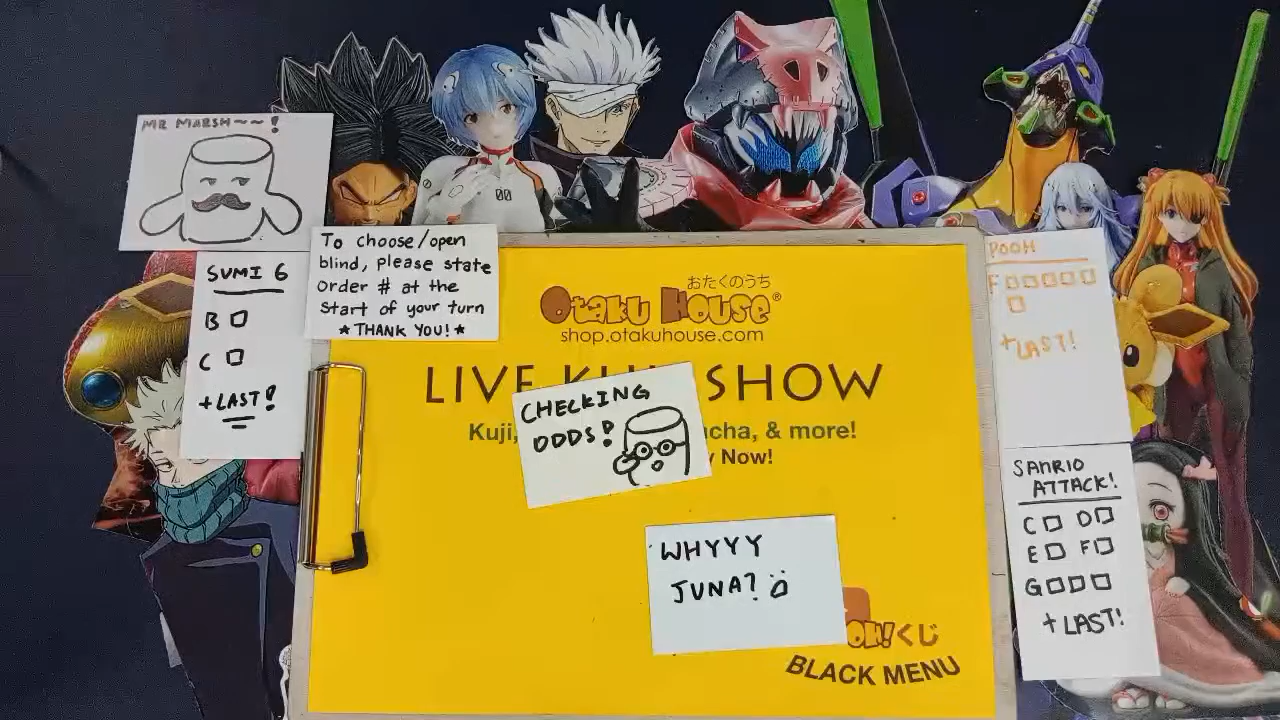 MR MARSH~~!
SUMI 6
B
C
+LAST!
To choose/open
blind, please state
Order # at the
Start of your turn
★THANK YOU!★
00
おたくのうち
Otaku House®
shop.otakuhouse.com
LIVE SHOW
Kuji, & more!
Now!
CHECKING
ODDS!
WHYYY
JUNA?
OH!くじ
BLACK MENU
POOH
F
+LAST!
SANRIO
ATTACK!
C D
E F
G
+LAST!